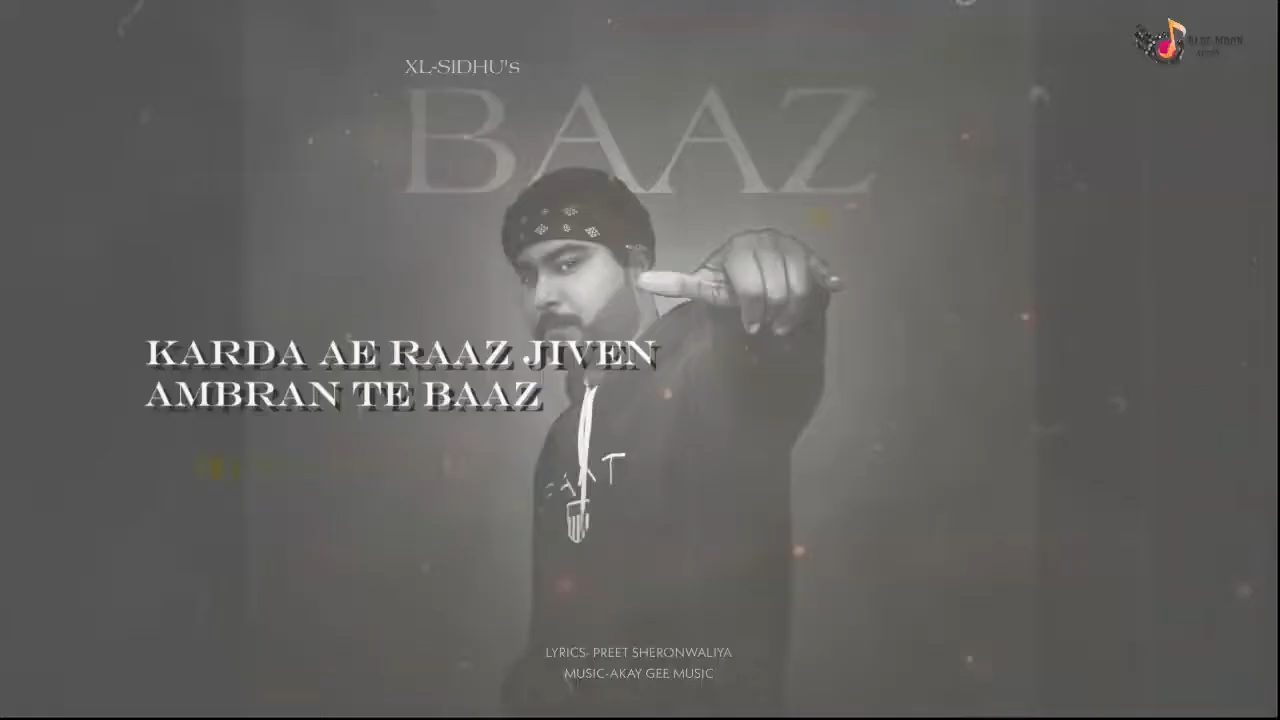 XL-SIDHU's
BAAZ
KARDA AE RAAZ JIVEN
AMBRAN TE BAAZ
LYRICS- PREET SHERONWALIYA
MUSIC-AKAY GEE MUSIC